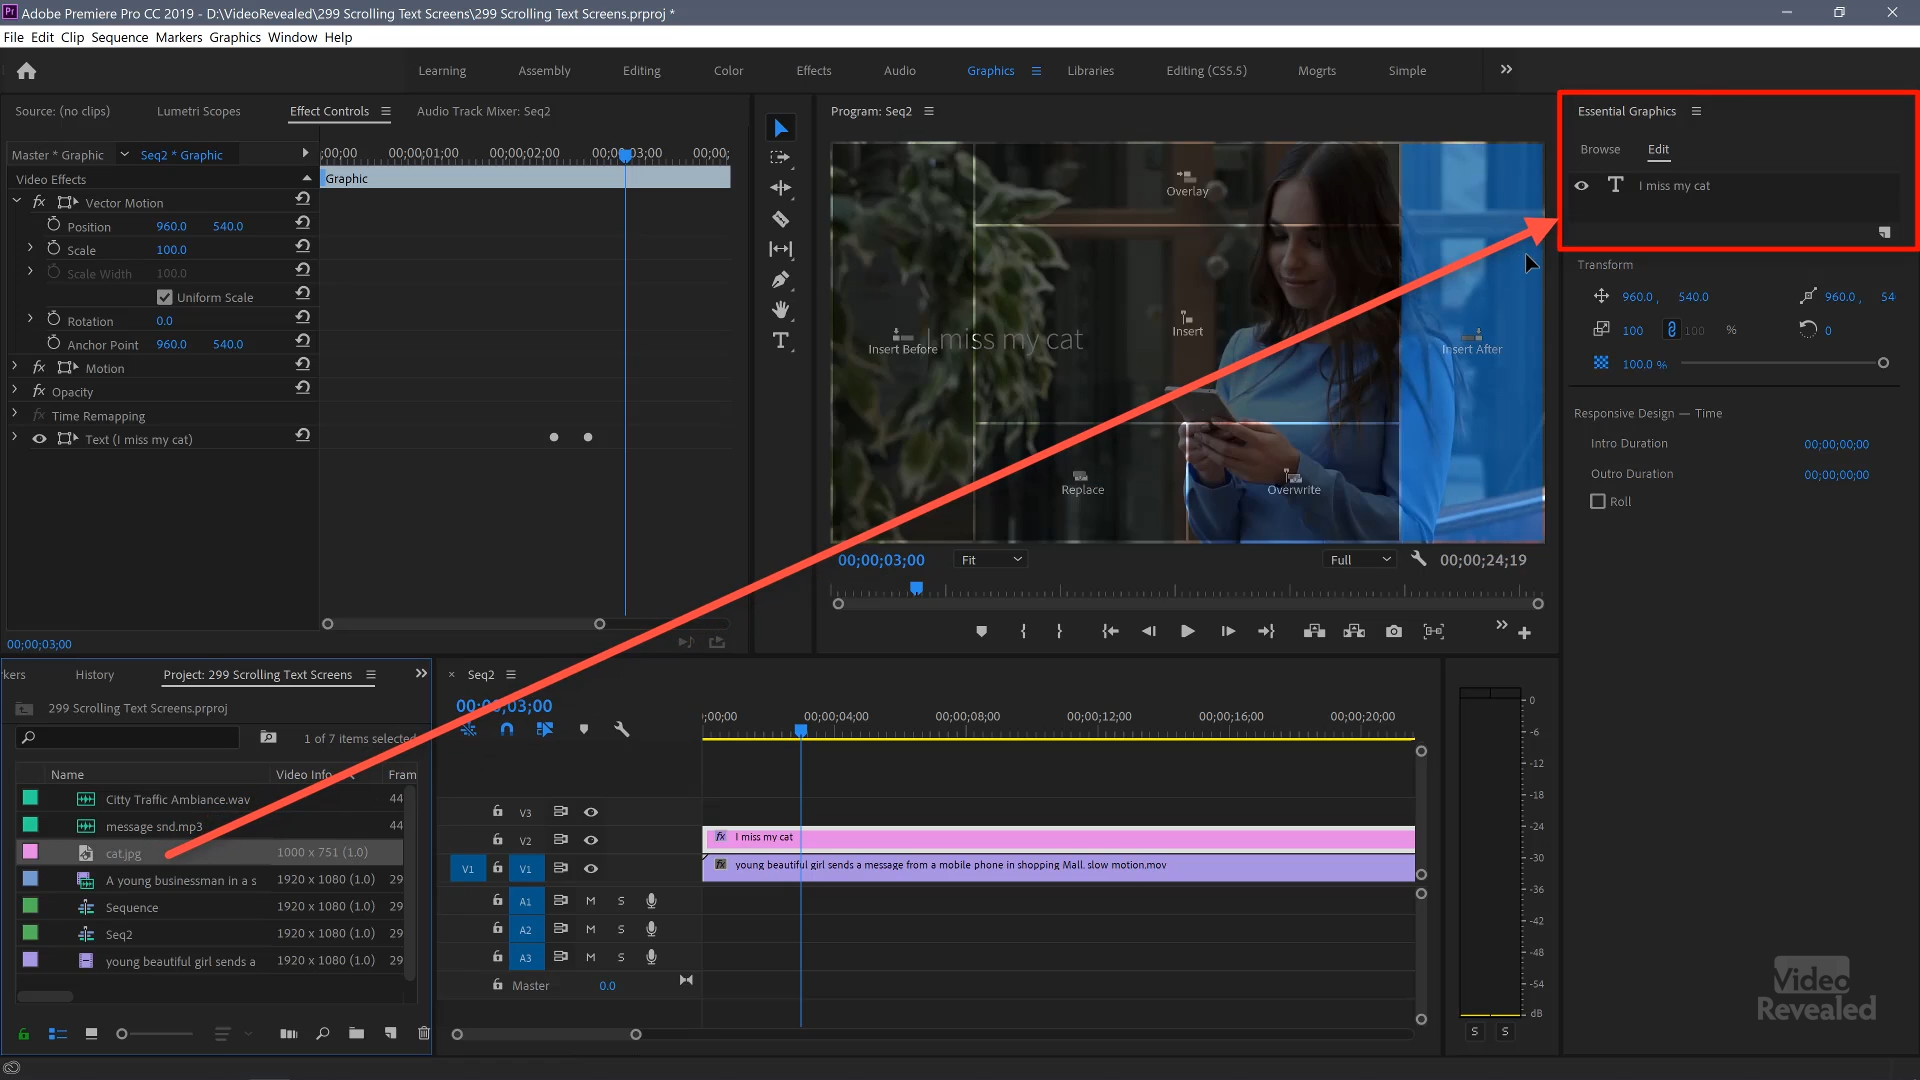 Adobe Premiere Pro CC 2019 - D:\VideoRevealed\299 Scrolling Text Screens\299 Scrolling Text Screens.prproj *
File Edit Clip Sequence Markers Graphics Window Help
Learning Assembly Editing Color Effects Audio Graphics Libraries Editing (CS5.5) Mogrts Simple
Source: (no clips) Lumetri Scopes Effect Controls Audio Track Mixer: Seq2
Master * Graphic Seq2 * Graphic
;00;00 00;00;01;00 00;00;02;00 00;00;03;00 00;00;
Video Effects
Graphic
fx Vector Motion
Position 960.0 540.0
Scale 100.0
Scale Width 100.0
Uniform Scale
Rotation 0.0
Anchor Point 960.0 540.0
fx Motion
fx Opacity
fx Time Remapping
Text (I miss my cat)
00;00;03;00
Program: Seq2
Overlay
Insert Before
I miss my cat
Insert
Insert After
Replace
Overwrite
00;00;03;00 Fit Full 00;00;24;19
Essential Graphics
Browse Edit
I miss my cat
Transform
960.0 , 540.0 960.0 , 54
100 100 % 0
100.0 %
Responsive Design — Time
Intro Duration 00;00;00;00
Outro Duration 00;00;00;00
Roll
kers History Project: 299 Scrolling Text Screens
299 Scrolling Text Screens.prproj
1 of 7 items selected
Name Video Info Fram
Citty Traffic Ambiance.wav 44
message snd.mp3 44
cat.jpg 1000 x 751 (1.0)
A young businessman in a s 1920 x 1080 (1.0) 29
Sequence 1920 x 1080 (1.0) 29
Seq2 1920 x 1080 (1.0) 29
young beautiful girl sends a 1920 x 1080 (1.0) 29
Seq2
00;00;03;00
;00;00 00;00;04;00 00;00;08;00 00;00;12;00 00;00;16;00 00;00;20;00
V3
V2 fx I miss my cat
V1 V1 fx young beautiful girl sends a message from a mobile phone in shopping Mall. slow motion.mov
A1 M S
A2 M S
A3 M S
Master 0.0
0
-6
-12
-18
-24
-30
-36
-42
-48
-54
dB
S S
Video
Revealed